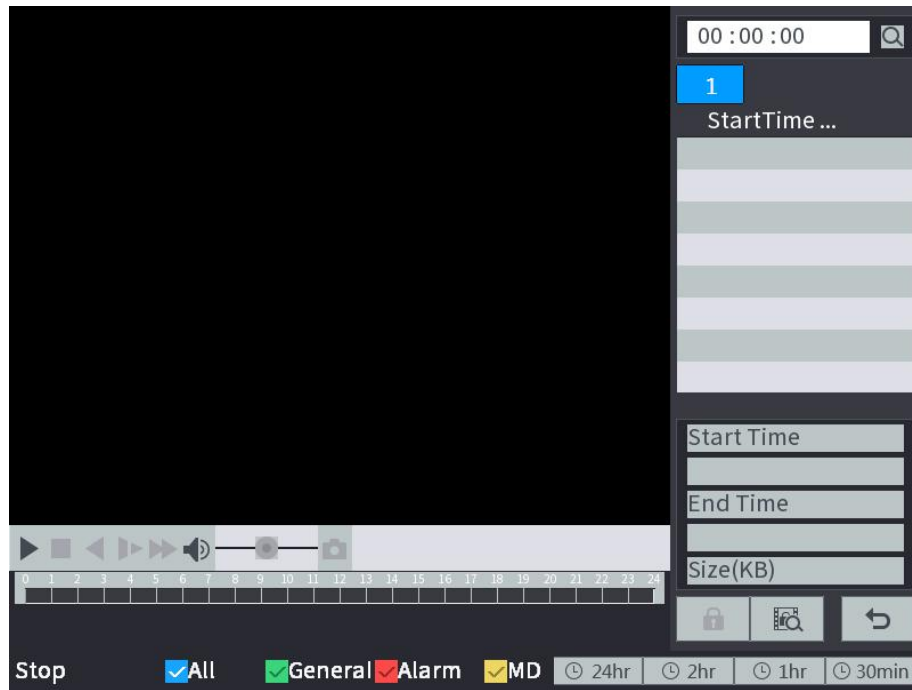 00 : 00 : 00
1
StartTime ...
Start Time
End Time
Size(KB)
0 1 2 3 4 5 6 7 8 9 10 11 12 13 14 15 16 17 18 19 20 21 22 23 24
Stop All General Alarm MD 24hr 2hr 1hr 30min